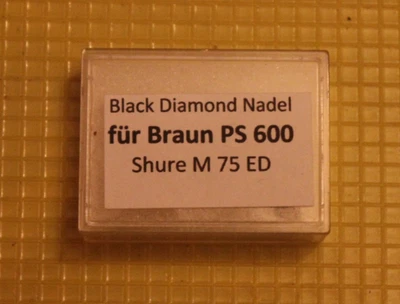 Black Diamond Nadel
für Braun PS 600
Shure M 75 ED